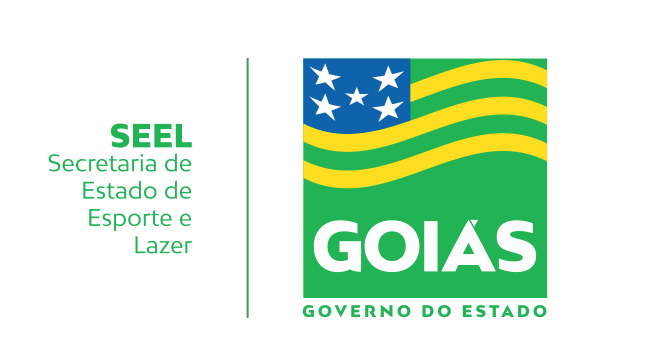 SEEL
Secretaria de
Estado de
Esporte e
Lazer
GOIÁS
GOVERNO DO ESTADO